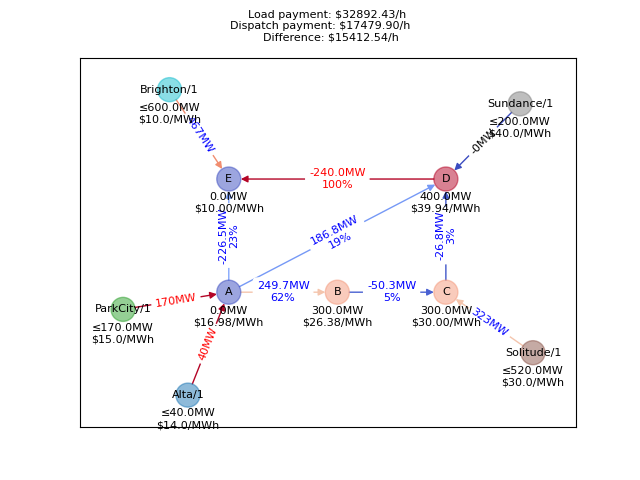 Load payment: $32892.43/h
Dispatch payment: $17479.90/h
Difference: $15412.54/h
Brighton/1
≤600.0MW
$10.0/MWh
467MW
Sundance/1
≤200.0MW
$40.0/MWh
-0MW
E
0.0MW
$10.00/MWh
-240.0MW
100%
D
400.0MW
$39.94/MWh
-226.5MW
23%
186.8MW
19%
-26.8MW
3%
A
0.0MW
$16.98/MWh
249.7MW
62%
B
300.0MW
$26.38/MWh
-50.3MW
5%
C
300.0MW
$30.00/MWh
ParkCity/1
≤170.0MW
$15.0/MWh
170MW
323MW
Solitude/1
≤520.0MW
$30.0/MWh
40MW
Alta/1
≤40.0MW
$14.0/MWh